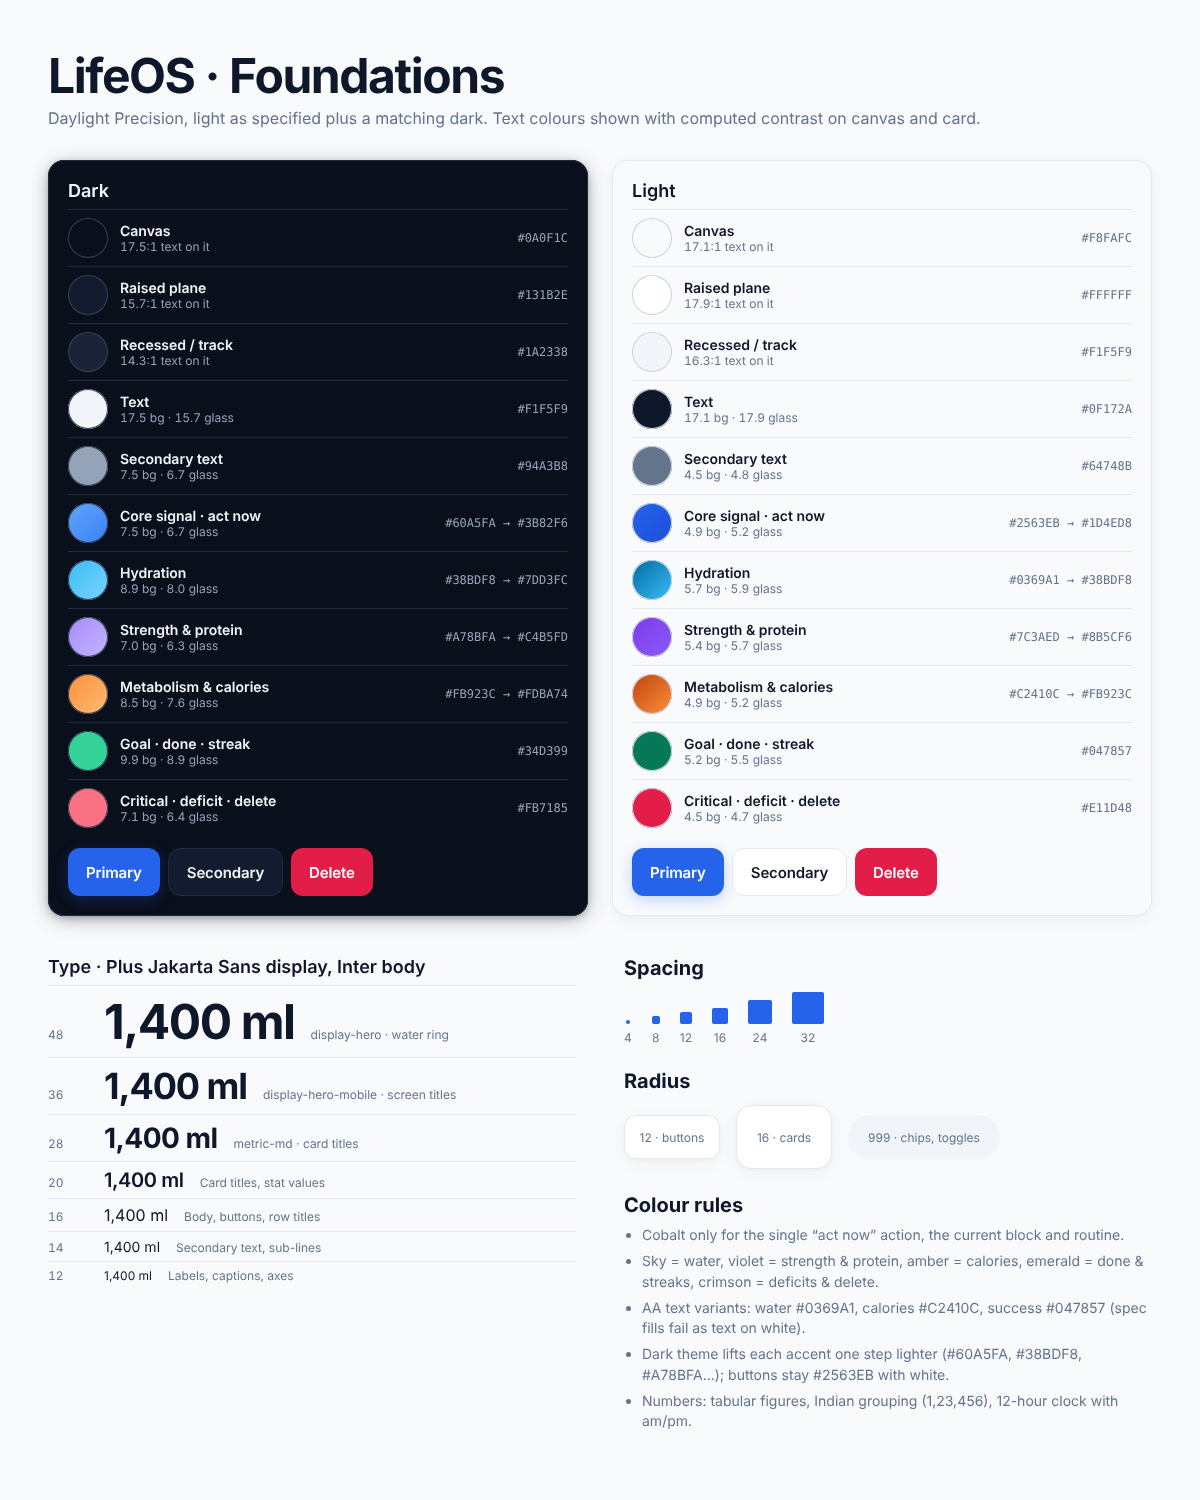 LifeOS · Foundations
Daylight Precision, light as specified plus a matching dark. Text colours shown with computed contrast on canvas and card.
Dark
Canvas
17.5:1 text on it
#0A0F1C
Raised plane
15.7:1 text on it
#131B2E
Recessed / track
14.3:1 text on it
#1A2338
Text
17.5 bg · 15.7 glass
#F1F5F9
Secondary text
7.5 bg · 6.7 glass
#94A3B8
Core signal · act now
7.5 bg · 6.7 glass
#60A5FA → #3B82F6
Hydration
8.9 bg · 8.0 glass
#38BDF8 → #7DD3FC
Strength & protein
7.0 bg · 6.3 glass
#A78BFA → #C4B5FD
Metabolism & calories
8.5 bg · 7.6 glass
#FB923C → #FDBA74
Goal · done · streak
9.9 bg · 8.9 glass
#34D399
Critical · deficit · delete
7.1 bg · 6.4 glass
#FB7185
Primary
Secondary
Delete
Light
Canvas
17.1:1 text on it
#F8FAFC
Raised plane
17.9:1 text on it
#FFFFFF
Recessed / track
16.3:1 text on it
#F1F5F9
Text
17.1 bg · 17.9 glass
#0F172A
Secondary text
4.5 bg · 4.8 glass
#64748B
Core signal · act now
4.9 bg · 5.2 glass
#2563EB → #1D4ED8
Hydration
5.7 bg · 5.9 glass
#0369A1 → #38BDF8
Strength & protein
5.4 bg · 5.7 glass
#7C3AED → #8B5CF6
Metabolism & calories
4.9 bg · 5.2 glass
#C2410C → #FB923C
Goal · done · streak
5.2 bg · 5.5 glass
#047857
Critical · deficit · delete
4.5 bg · 4.7 glass
#E11D48
Primary
Secondary
Delete
Type · Plus Jakarta Sans display, Inter body
48 1,400 ml display-hero · water ring
36 1,400 ml display-hero-mobile · screen titles
28 1,400 ml metric-md · card titles
20 1,400 ml Card titles, stat values
16 1,400 ml Body, buttons, row titles
14 1,400 ml Secondary text, sub-lines
12 1,400 ml Labels, captions, axes
Spacing
4 8 12 16 24 32
Radius
12 · buttons
16 · cards
999 · chips, toggles
Colour rules
• Cobalt only for the single “act now” action, the current block and routine.
• Sky = water, violet = strength & protein, amber = calories, emerald = done &
streaks, crimson = deficits & delete.
• AA text variants: water #0369A1, calories #C2410C, success #047857 (spec
fills fail as text on white).
• Dark theme lifts each accent one step lighter (#60A5FA, #38BDF8,
#A78BFA…); buttons stay #2563EB with white.
• Numbers: tabular figures, Indian grouping (1,23,456), 12-hour clock with
am/pm.